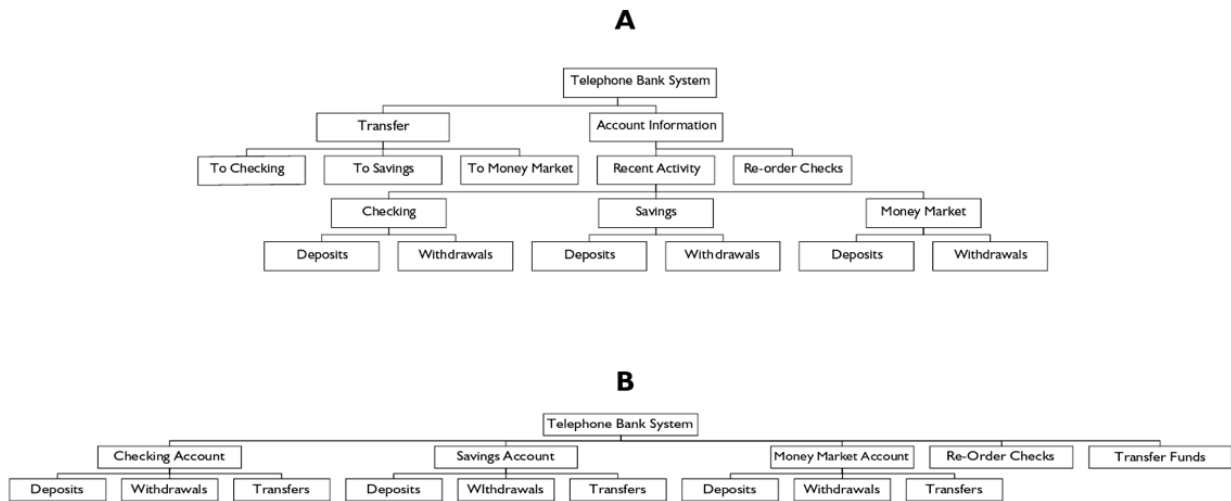 A
Telephone Bank System
Transfer Account Information
To Checking To Savings To Money Market Recent Activity Re-order Checks
Checking Savings Money Market
Deposits Withdrawals Deposits Withdrawals Deposits Withdrawals
B
Telephone Bank System
Checking Account Savings Account Money Market Account Re-Order Checks Transfer Funds
Deposits Withdrawals Transfers Deposits WIthdrawals Transfers Deposits Withdrawals Transfers